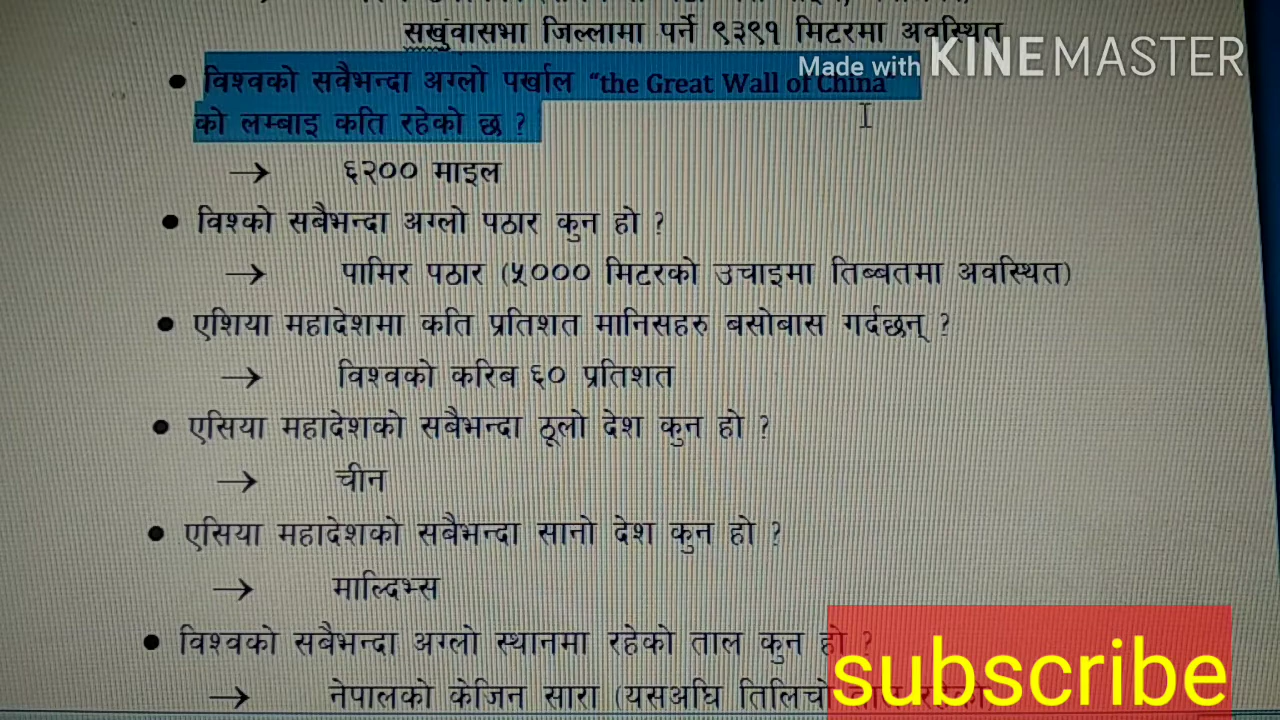 सखुंवासभा जिल्लामा पर्ने ९३९१ मिटरमा अवस्थित
Made with KINEMASTER
• विश्वको सवैभन्दा अग्लो पर्खाल “the Great Wall of China”
को लम्बाइ कति रहेको छ ?
→ ६२०० माइल
• विश्को सबैभन्दा अग्लो पठार कुन हो ?
→ पामिर पठार (५००० मिटरको उचाइमा तिब्बतमा अवस्थित)
• एशिया महादेशमा कति प्रतिशत मानिसहरु बसोबास गर्दछन् ?
→ विश्वको करिब ६० प्रतिशत
• एसिया महादेशको सबैभन्दा ठूलो देश कुन हो ?
→ चीन
• एसिया महादेशको सबैभन्दा सानो देश कुन हो ?
→ माल्दिभ्स
• विश्वको सबैभन्दा अग्लो स्थानमा रहेको ताल कुन हो ?
→ नेपालको केजिन सारा (यसअघि तिलिचो ताल रहेको)
subscribe